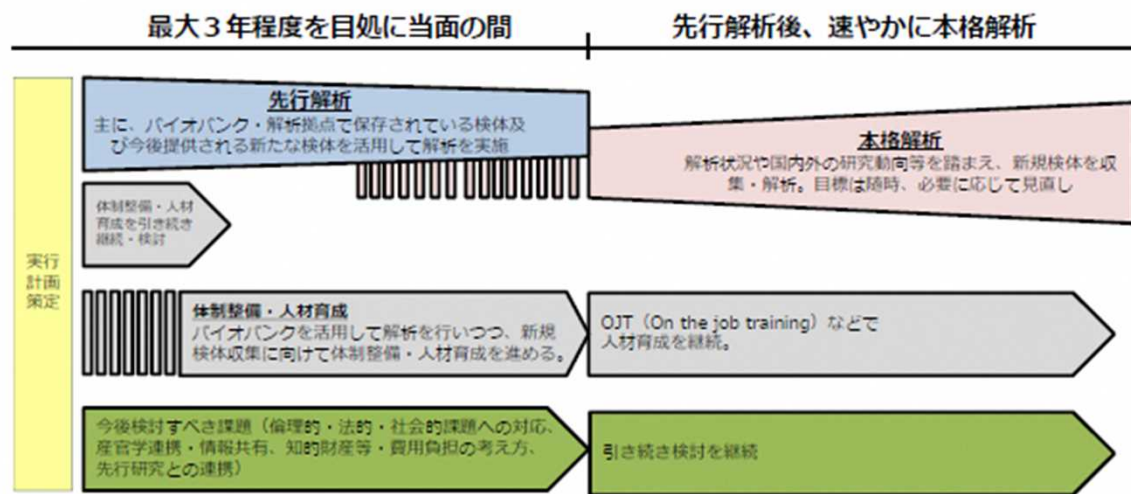 最大３年程度を目処に当面の間
先行解析後、速やかに本格解析
実行
計画
策定
先行解析
主に、バイオバンク・解析拠点で保存されている検体及
び今後提供される新たな検体を活用して解析を実施
本格解析
解析状況や国内外の研究動向等を踏まえ、新規検体を収
集・解析。目標は随時、必要に応じて見直し
体制整備・人材
育成を引き続き
継続・検討
体制整備・人材育成
バイオバンクを活用して解析を行いつつ、新規
検体収集に向けて体制整備・人材育成を進める。
OJT（On the job training）などで
人材育成を継続。
今後検討すべき課題（倫理的・法的・社会的課題への対応、
産官学連携・情報共有、知的財産等・費用負担の考え方、
先行研究との連携）
引き続き検討を継続